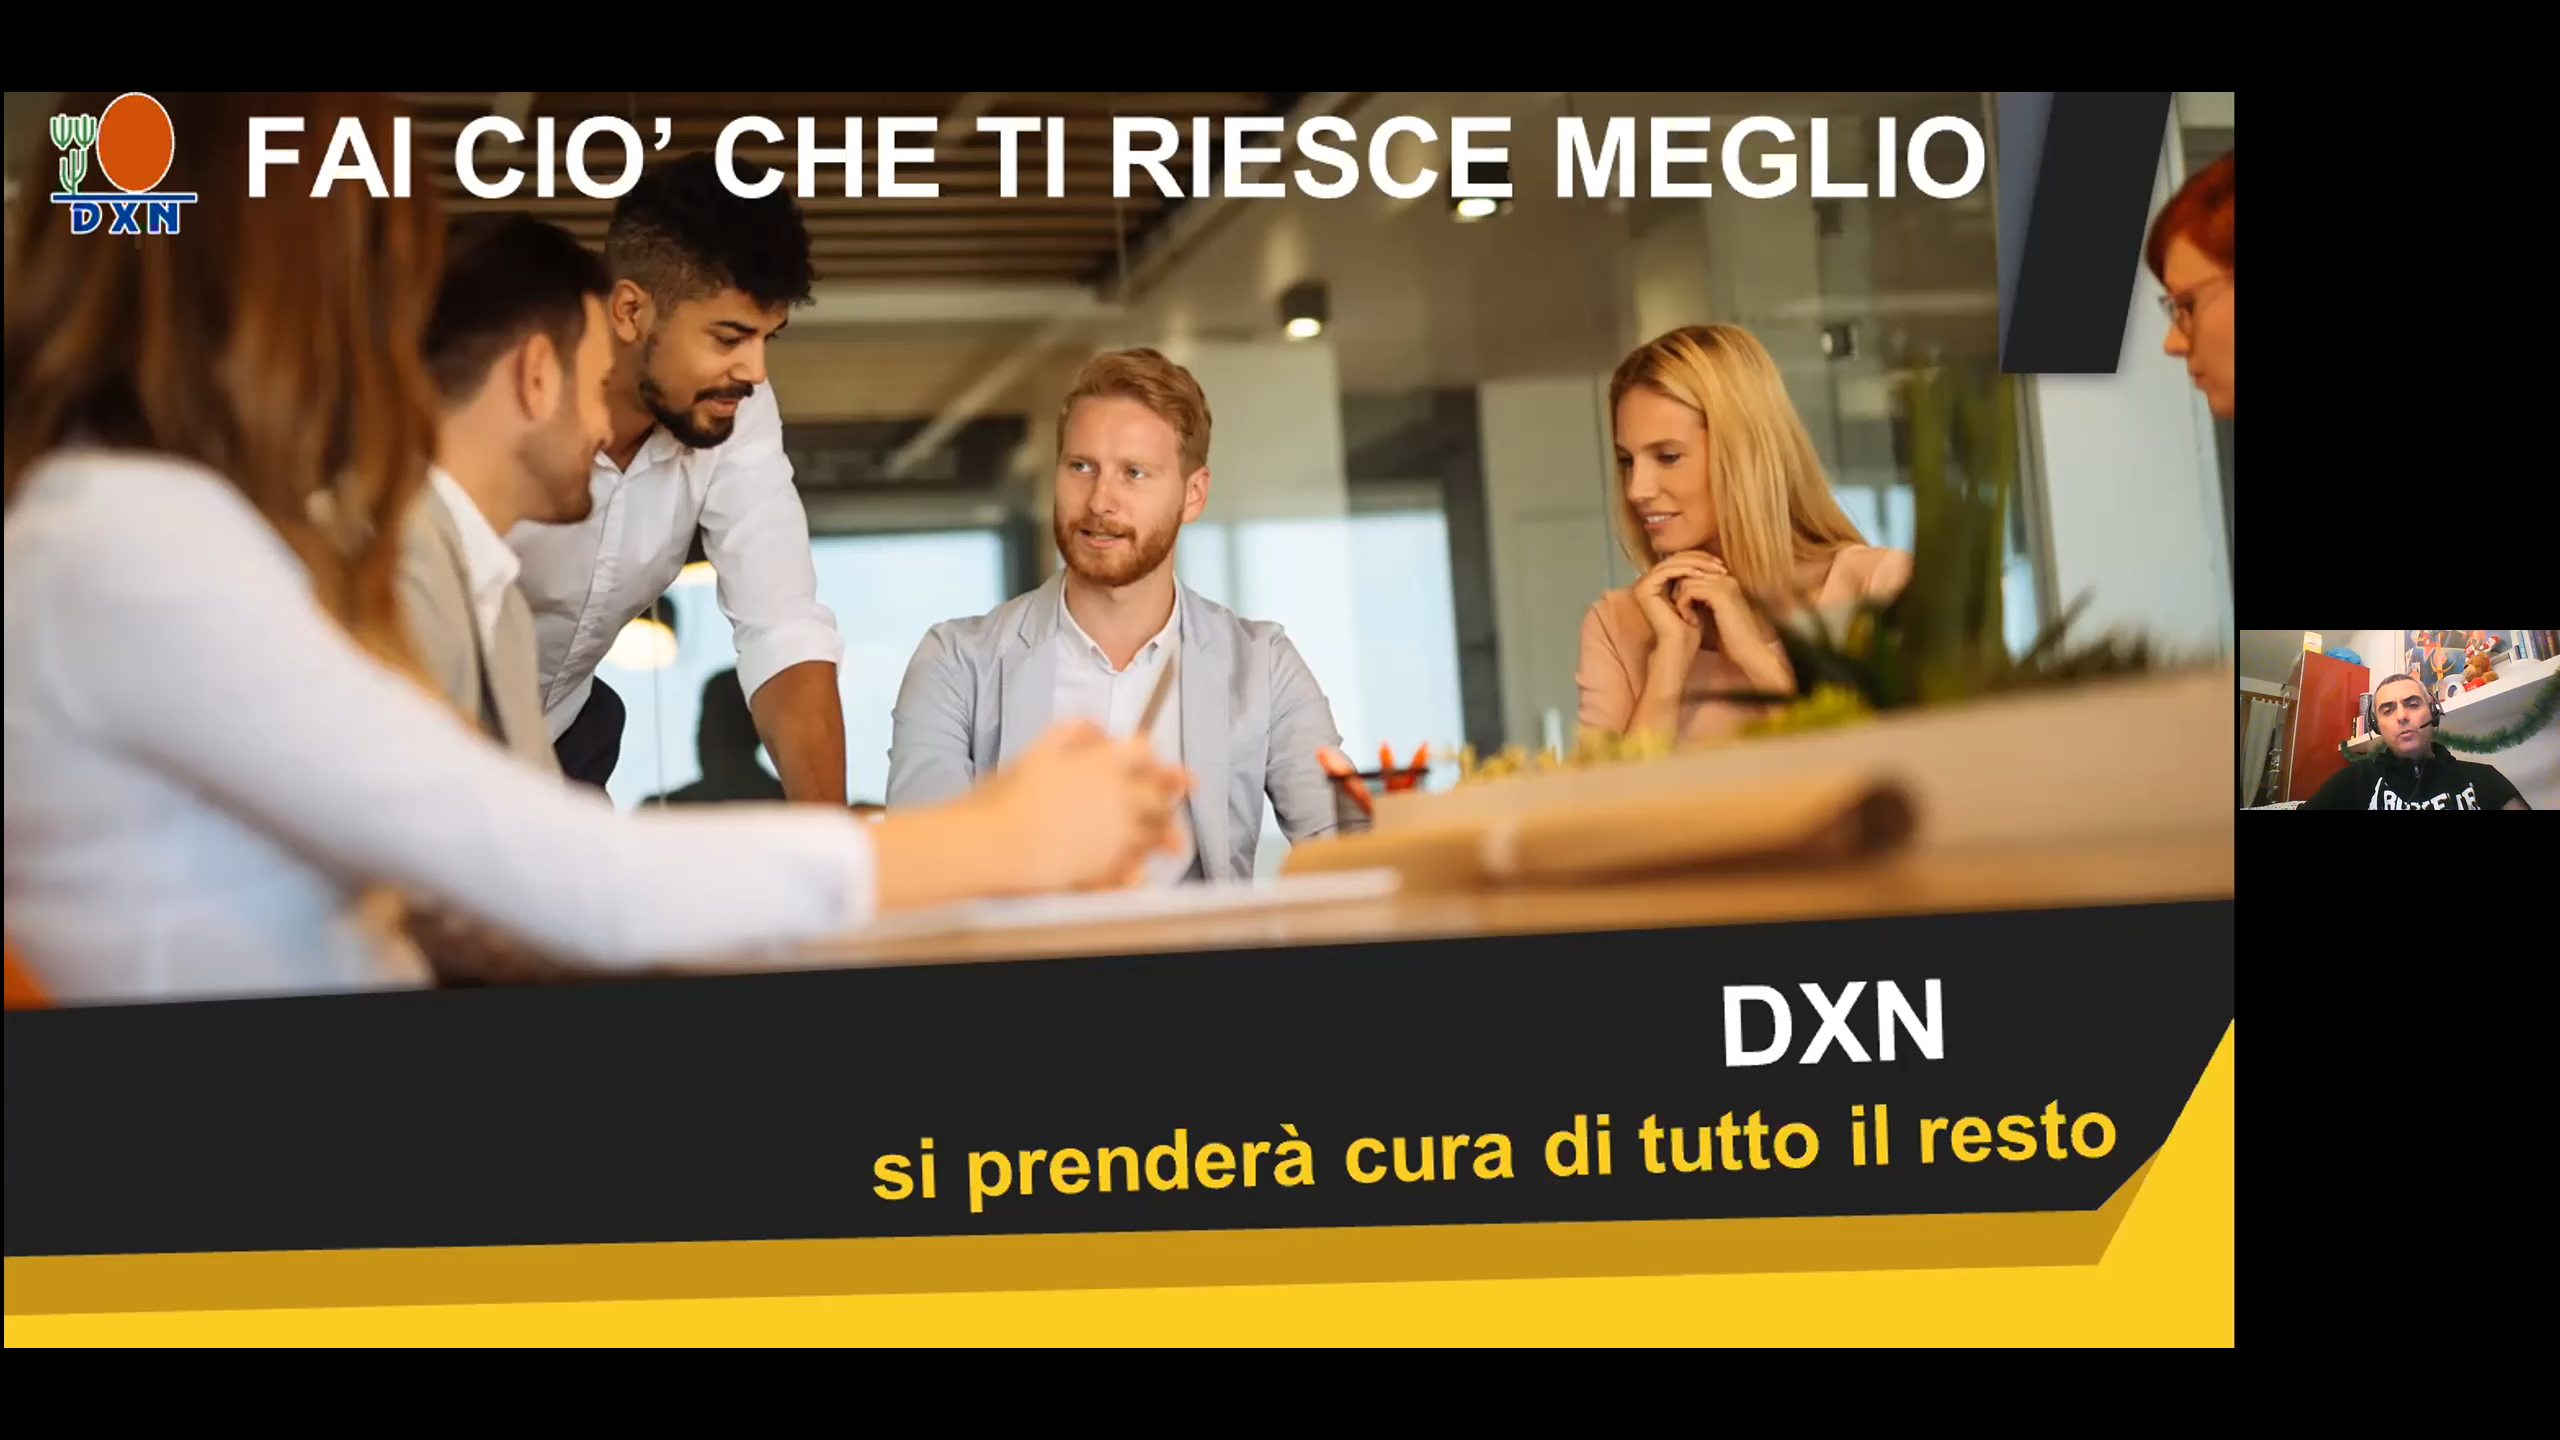 DXN
FAI CIO’ CHE TI RIESCE MEGLIO
DXN
si prenderà cura di tutto il resto